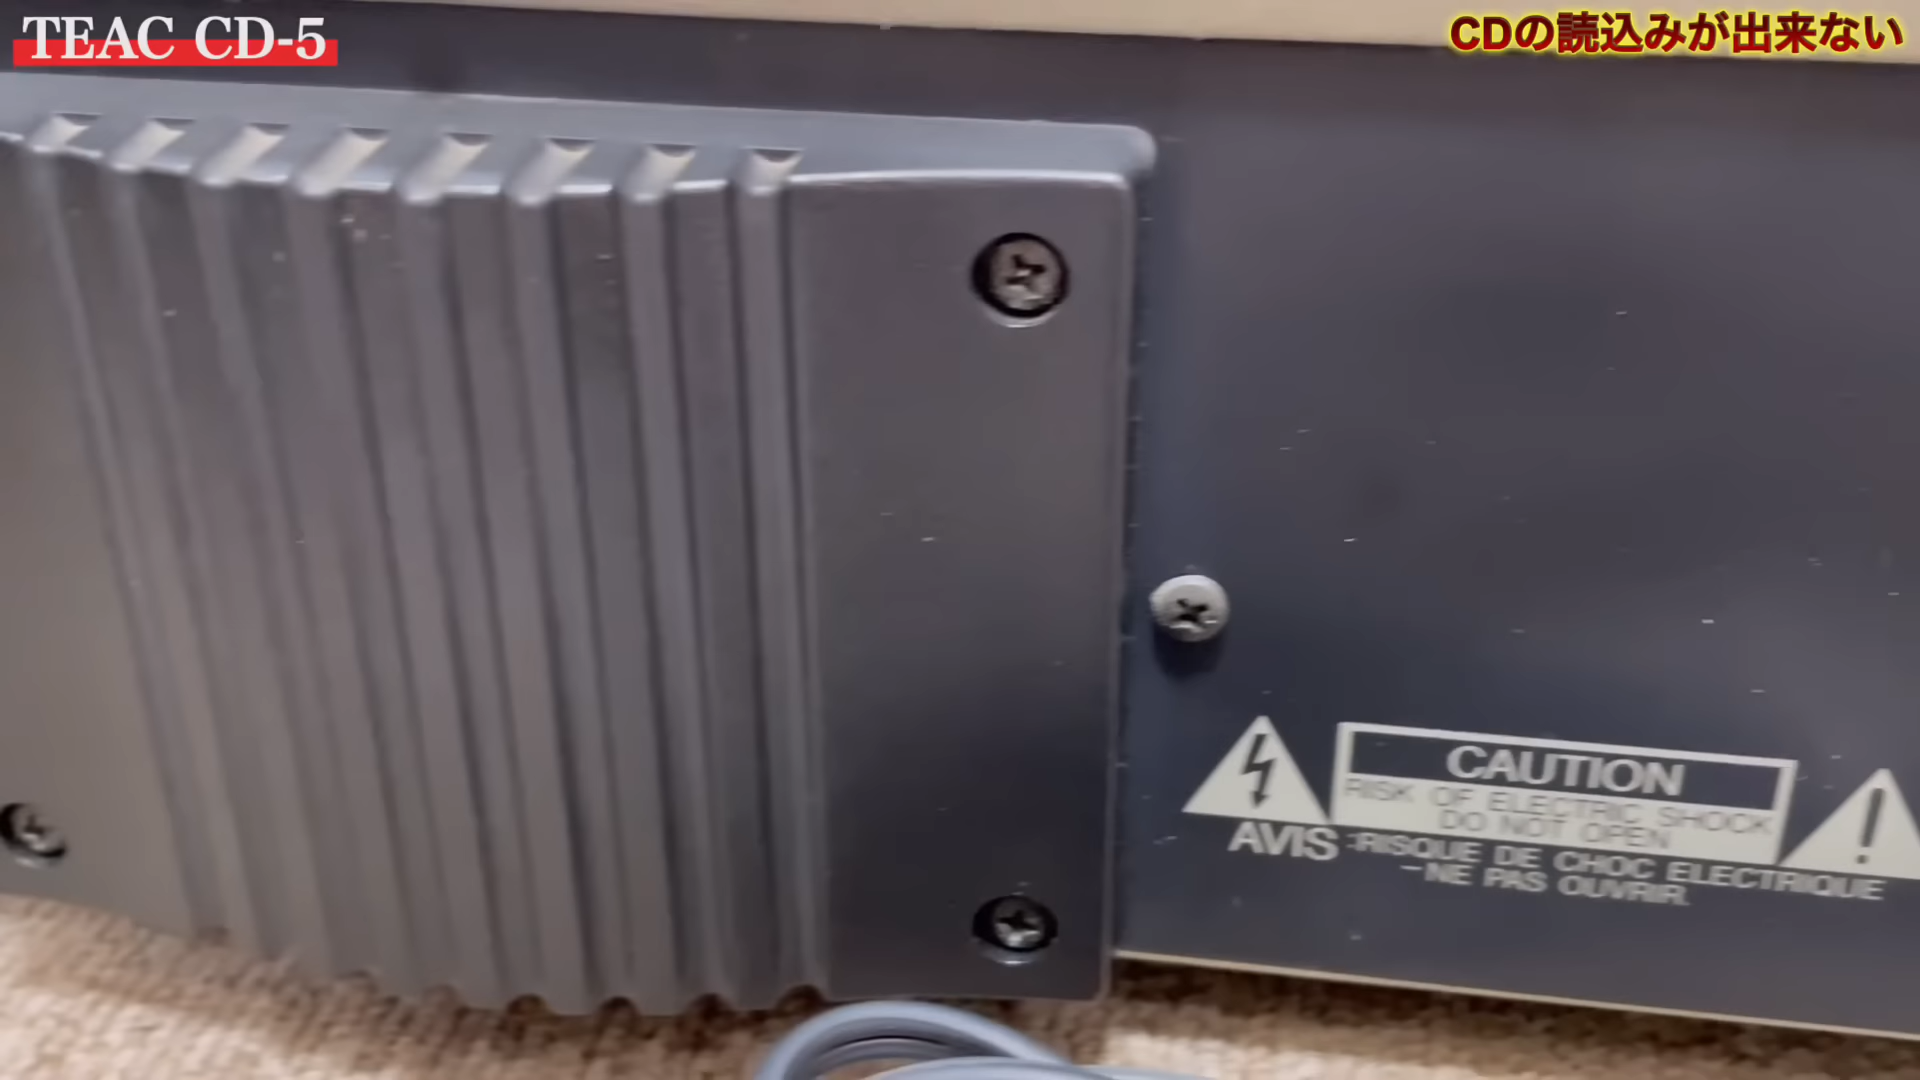 TEAC CD-5
CDの読込みが出来ない
CAUTION
RISK OF ELECTRIC SHOCK
DO NOT OPEN
AVIS :RISQUE DE CHOC ELECTRIQUE
-NE PAS OUVRIR.